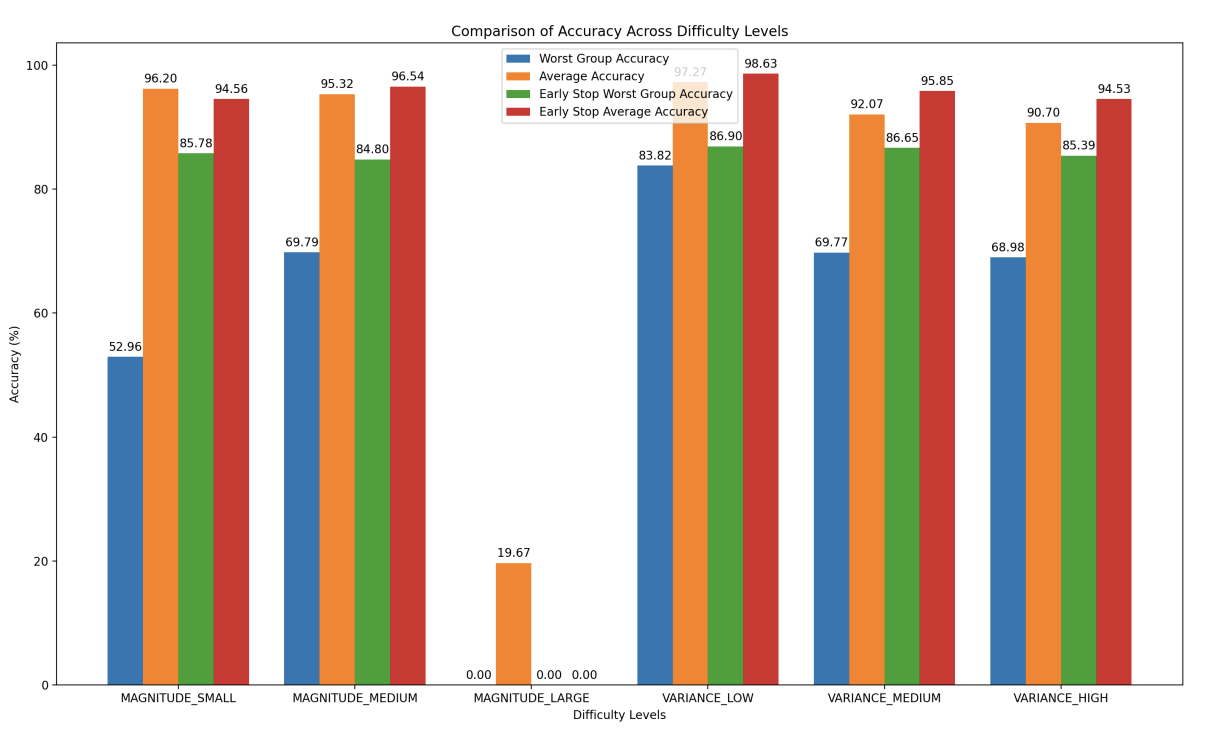 Comparison of Accuracy Across Difficulty Levels
Worst Group Accuracy
Average Accuracy
Early Stop Worst Group Accuracy
Early Stop Average Accuracy
Accuracy (%)
100
80
60
40
20
0
52.96
96.20
85.78
94.56
69.79
95.32
84.80
96.54
0.00
19.67
0.00
0.00
83.82
97.27
86.90
98.63
69.77
92.07
86.65
95.85
68.98
90.70
85.39
94.53
MAGNITUDE_SMALL
MAGNITUDE_MEDIUM
MAGNITUDE_LARGE
VARIANCE_LOW
VARIANCE_MEDIUM
VARIANCE_HIGH
Difficulty Levels